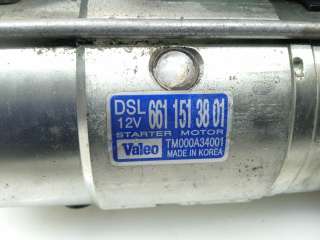 DSL 12V 661 151 38 01
STARTER MOTOR
Valeo TM000A34001
MADE IN KOREA